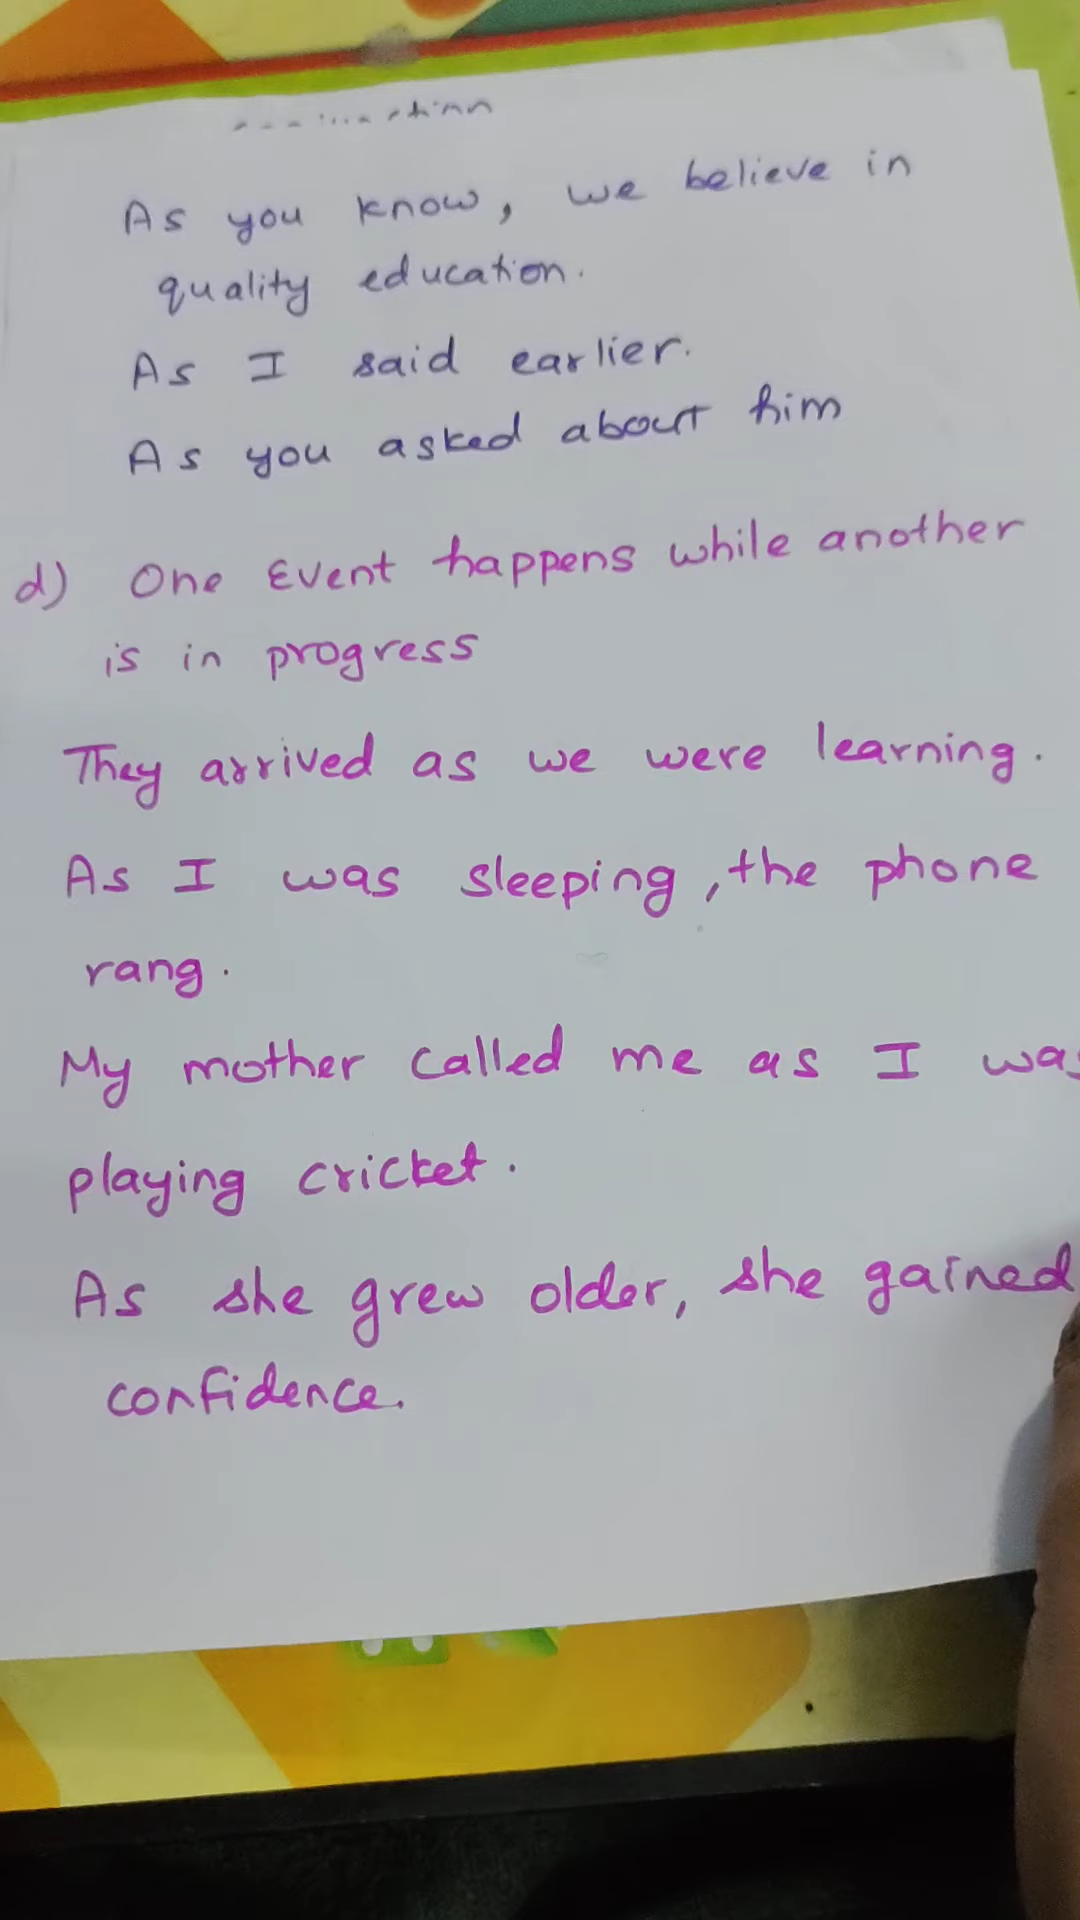 As you know, we believe in
quality education.
As I said earlier.
As you asked about him
d) One Event happens while another
is in progress
They arrived as we were learning.
As I was sleeping, the phone
rang.
My mother called me as I was
playing cricket.
As she grew older, she gained
confidence.